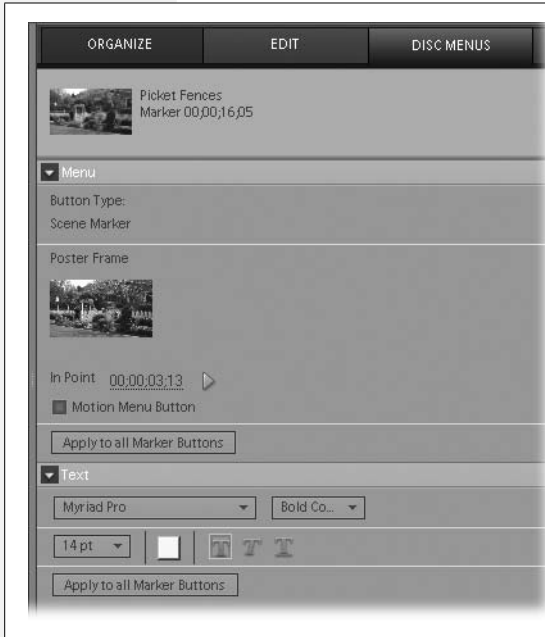 ORGANIZE EDIT DISC MENUS
Picket Fences
Marker 00;00;16;05
Menu
Button Type:
Scene Marker
Poster Frame
In Point 00;00;03;13
Motion Menu Button
Apply to all Marker Buttons
Text
Myriad Pro Bold Co...
14 pt T T T
Apply to all Marker Buttons